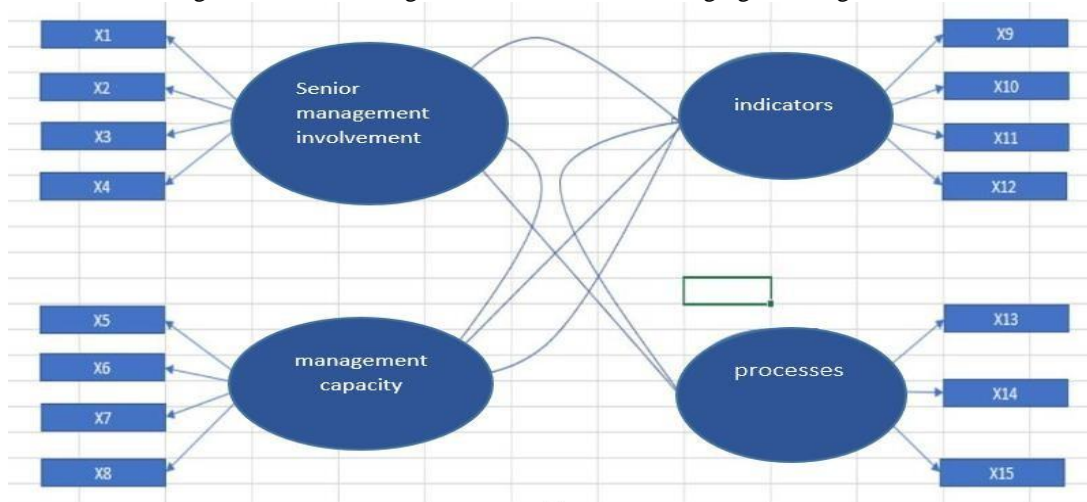 X1
X2
X3
X4
Senior
management
involvement
indicators
X9
X10
X11
X12
X5
X6
X7
X8
management
capacity
processes
X13
X14
X15